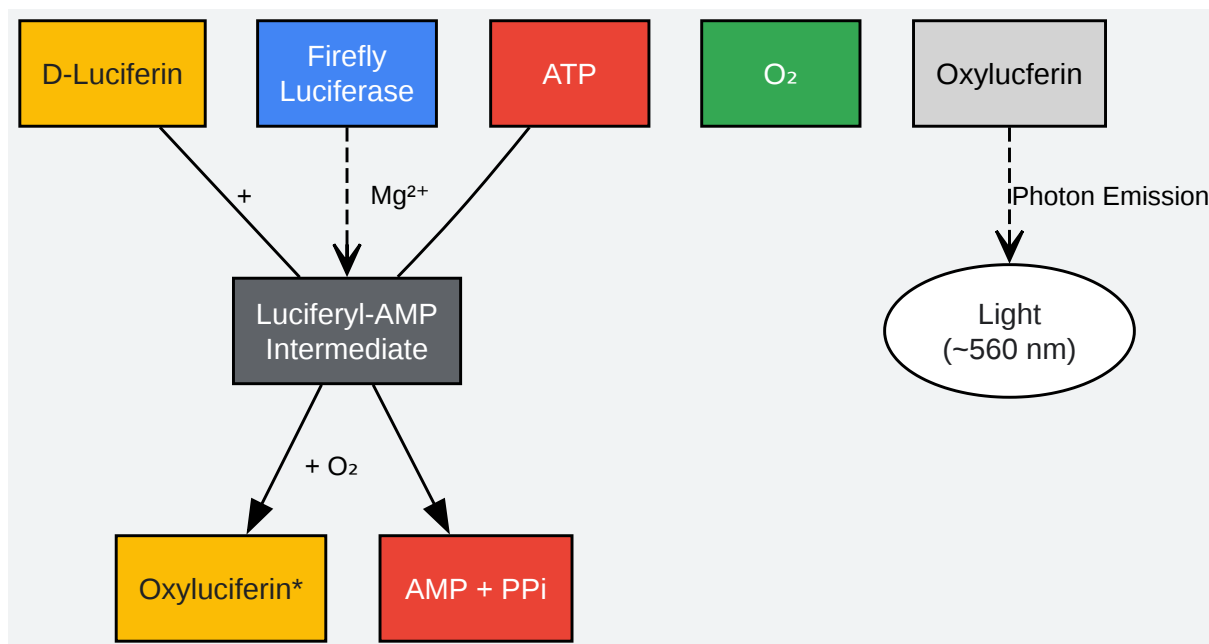 D-Luciferin
Firefly
Luciferase
ATP
O₂
Oxylucferin
+
Mg²⁺
Photon Emission
Luciferyl-AMP
Intermediate
Light
(~560 nm)
+ O₂
Oxyluciferin*
AMP + PPi